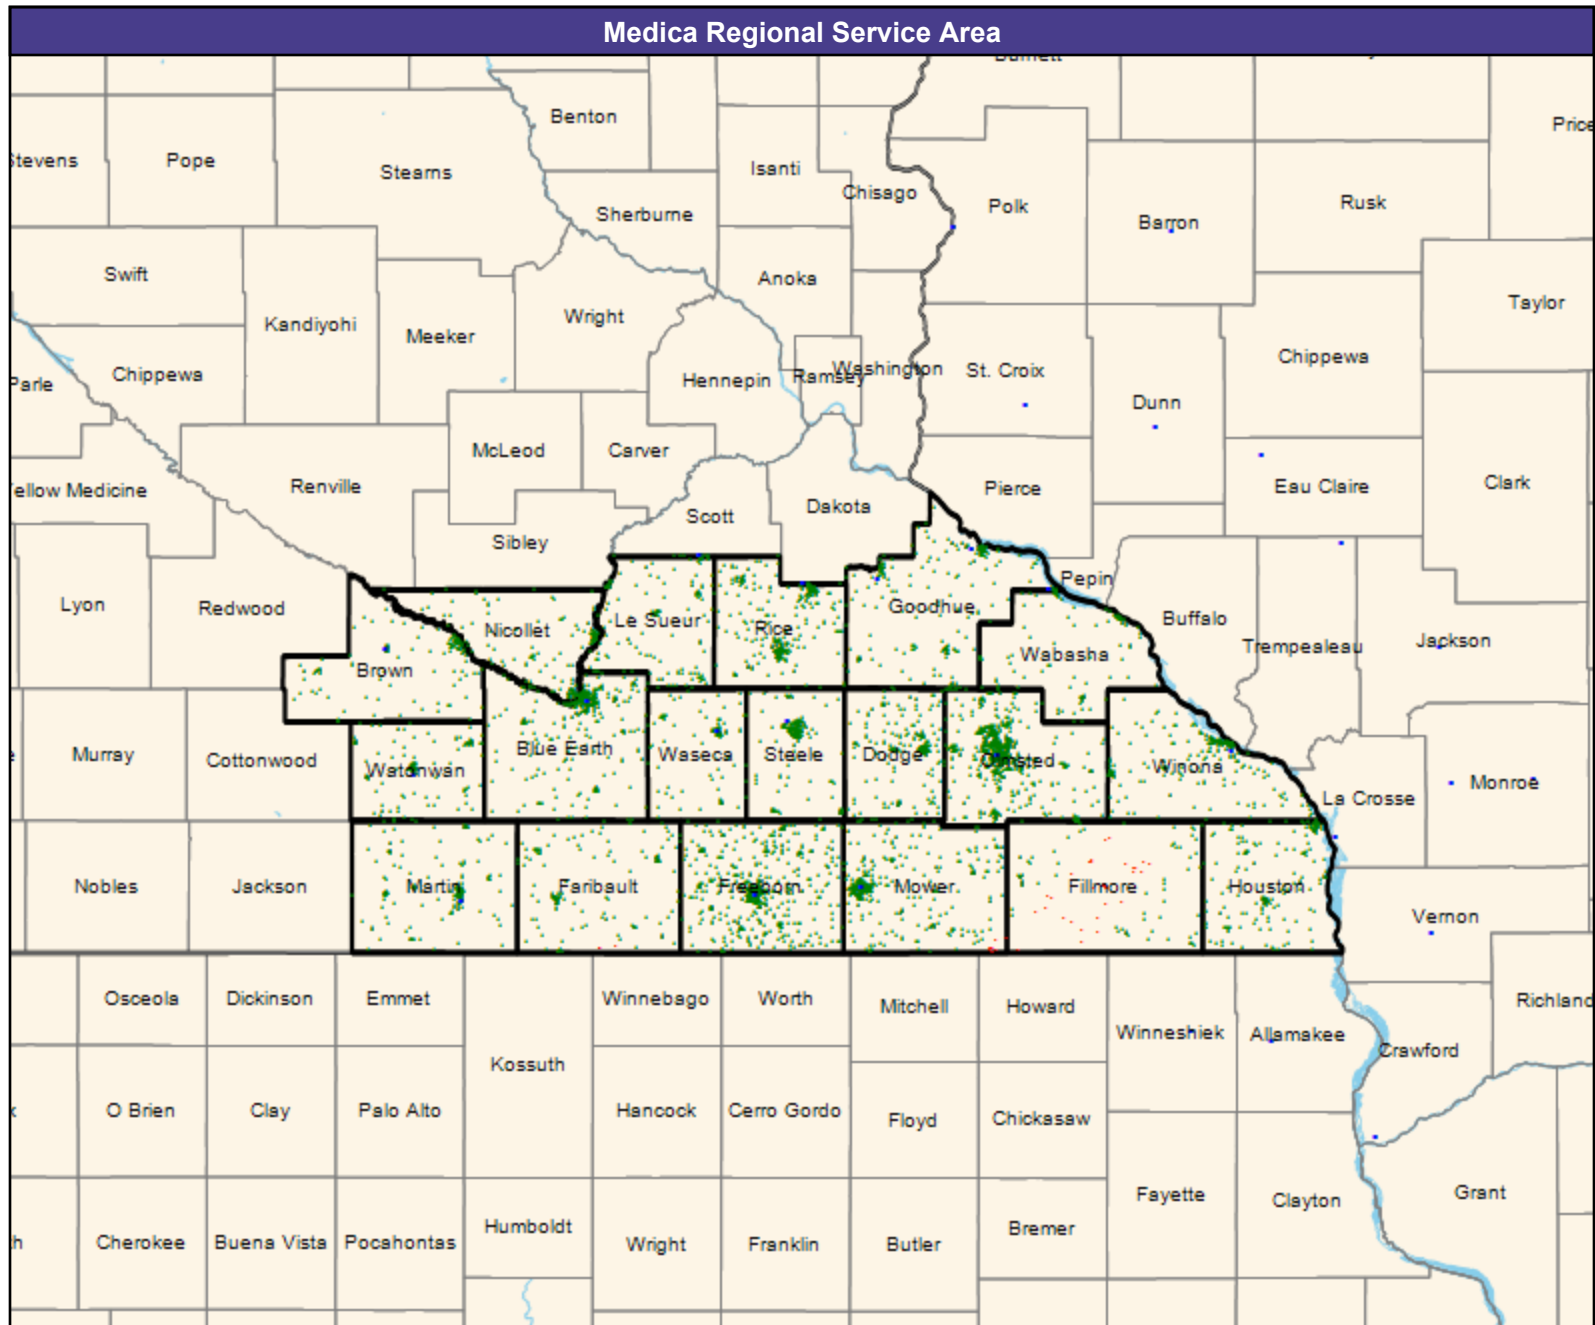 Medica Regional Service Area
Benton
Price
Stevens
Pope
Stearns
Isanti
Chisago
Sherburne
Polk
Barron
Rusk
Swift
Anoka
Kandiyohi
Meeker
Wright
Taylor
Chippewa
Parle
Chippewa
Hennepin
Ramsey
Washington
St. Croix
Dunn
McLeod
Carver
Yellow Medicine
Renville
Pierce
Eau Claire
Clark
Scott
Dakota
Sibley
Lyon
Redwood
Nicollet
Le Sueur
Rice
Goodhue
Pepin
Buffalo
Trempealeau
Jackson
Brown
Wabasha
Murray
Cottonwood
Watonwan
Blue Earth
Waseca
Steele
Dodge
Olmsted
Winona
La Crosse
Monroe
Nobles
Jackson
Martin
Faribault
Freeborn
Mower
Fillmore
Houston
Vernon
Osceola
Dickinson
Emmet
Winnebago
Worth
Mitchell
Howard
Winneshiek
Allamakee
Crawford
Richland
Kossuth
O Brien
Clay
Palo Alto
Hancock
Cerro Gordo
Floyd
Chickasaw
Fayette
Clayton
Grant
Cherokee
Buena Vista
Pocahontas
Humboldt
Wright
Franklin
Butler
Bremer